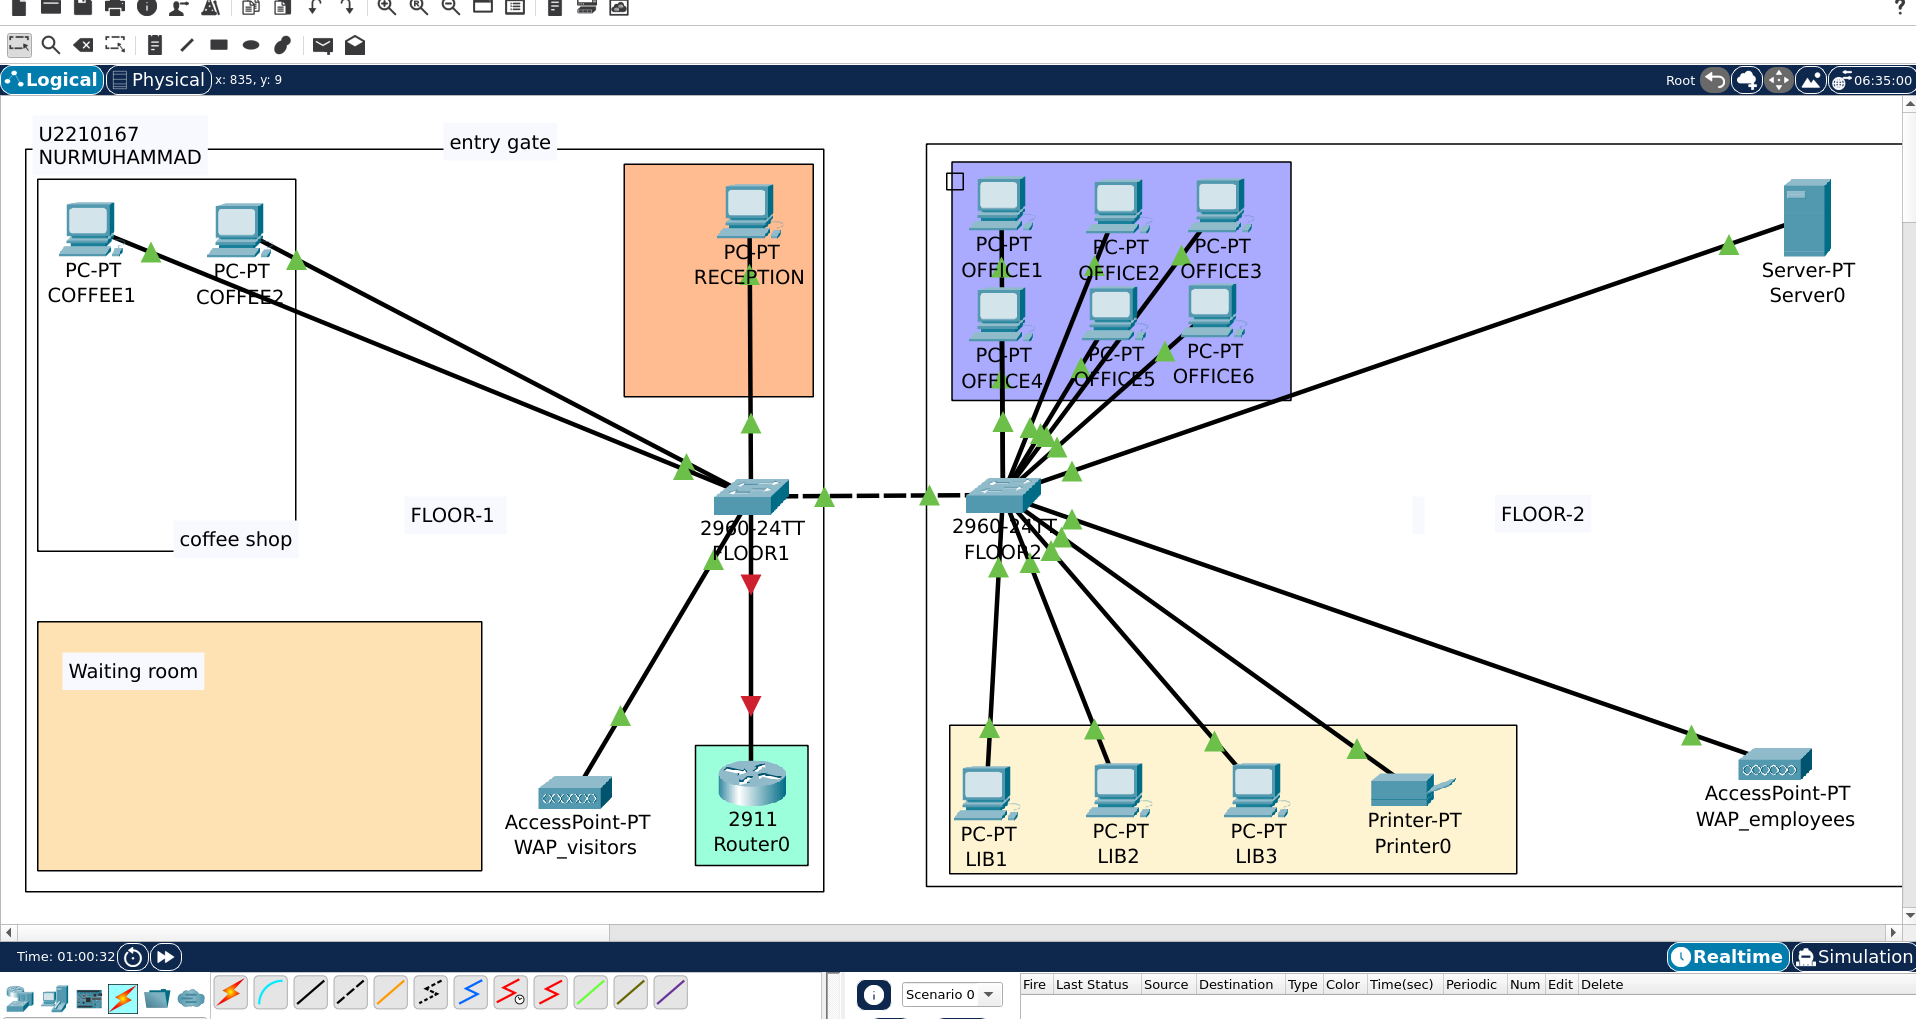 Logical
Physical
x: 835, y: 9
Root
06:35:00
U2210167
NURMUHAMMAD
entry gate
PC-PT
COFFEE1
PC-PT
COFFEE2
PC-PT
RECEPTION
PC-PT
OFFICE1
PC-PT
OFFICE2
PC-PT
OFFICE3
PC-PT
OFFICE4
PC-PT
OFFICE5
PC-PT
OFFICE6
Server-PT
Server0
coffee shop
FLOOR-1
2960-24TT
FLOOR1
2960-24TT
FLOOR2
FLOOR-2
Waiting room
AccessPoint-PT
WAP_visitors
2911
Router0
PC-PT
LIB1
PC-PT
LIB2
PC-PT
LIB3
Printer-PT
Printer0
AccessPoint-PT
WAP_employees
Time: 01:00:32
Realtime
Simulation
Scenario 0
Fire Last Status Source Destination Type Color Time(sec) Periodic Num Edit Delete